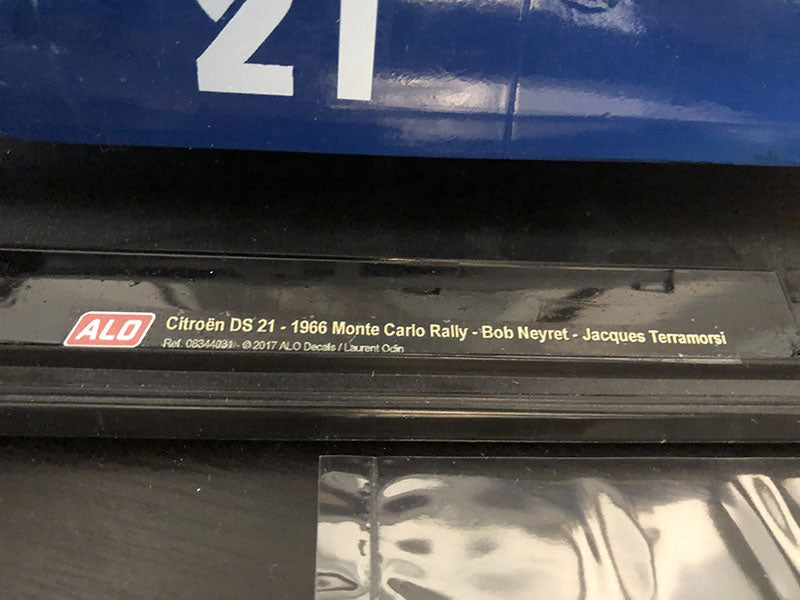 21
ALO
Citroën DS 21 - 1966 Monte Carlo Rally - Bob Neyret - Jacques Terramorsi
Ref. 08344031 - © 2017 ALO Decals / Laurent Odin